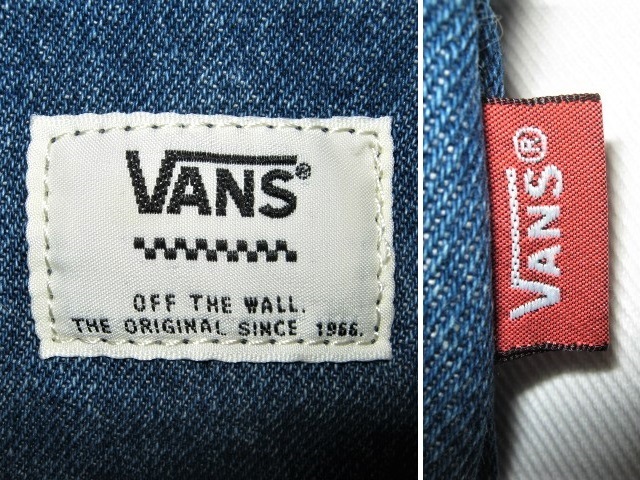 VANS®
OFF THE WALL.
THE ORIGINAL SINCE 1966.
VANS®